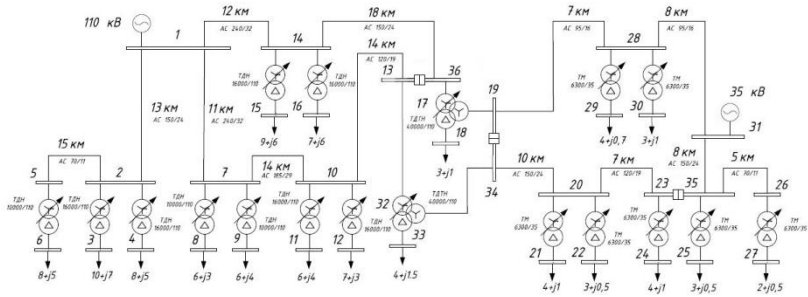 110 кВ
1
12 км
АС 240/32
14
18 км
АС 150/24
14 км
АС 120/19
13
36
7 км
АС 95/16
28
8 км
АС 95/16
ТДН
16000/110
ТДН
16000/110
15
16
9+j6
7+j6
17
18
ТДТН
40000/110
3+j1
19
34
ТМ
6300/35
ТМ
6300/35
29
30
4+j0,7
3+j1
35 кВ
31
13 км
АС 150/24
11 км
АС 240/32
15 км
АС 70/11
5
2
7
14 км
АС 185/29
10
10 км
АС 150/24
20
7 км
АС 120/19
23
35
8 км
АС 150/24
5 км
АС 70/11
26
ТДН
10000/110
ТДН
16000/110
ТДН
16000/110
ТДН
10000/110
ТДН
10000/110
ТДН
16000/110
ТДН
16000/110
32
33
ТДТН
40000/110
ТМ
6300/35
ТМ
6300/35
ТМ
6300/35
ТМ
6300/35
6
3
4
8
9
11
12
21
22
24
25
27
8+j5
10+j7
8+j5
6+j3
6+j4
6+j4
7+j3
4+j1.5
4+j1
3+j0,5
4+j1
3+j0,5
2+j0,5